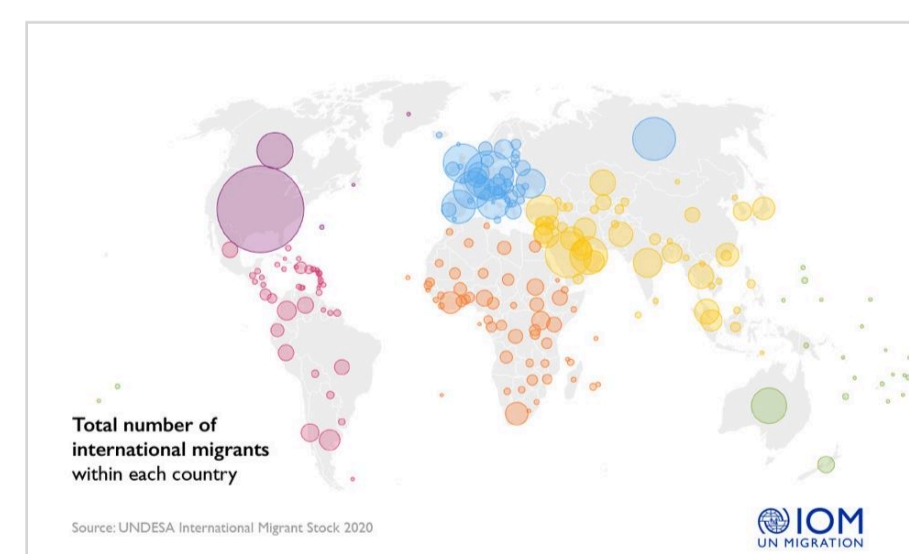 Total number of
international migrants
within each country
Source: UNDESA International Migrant Stock 2020
IOM
UN MIGRATION